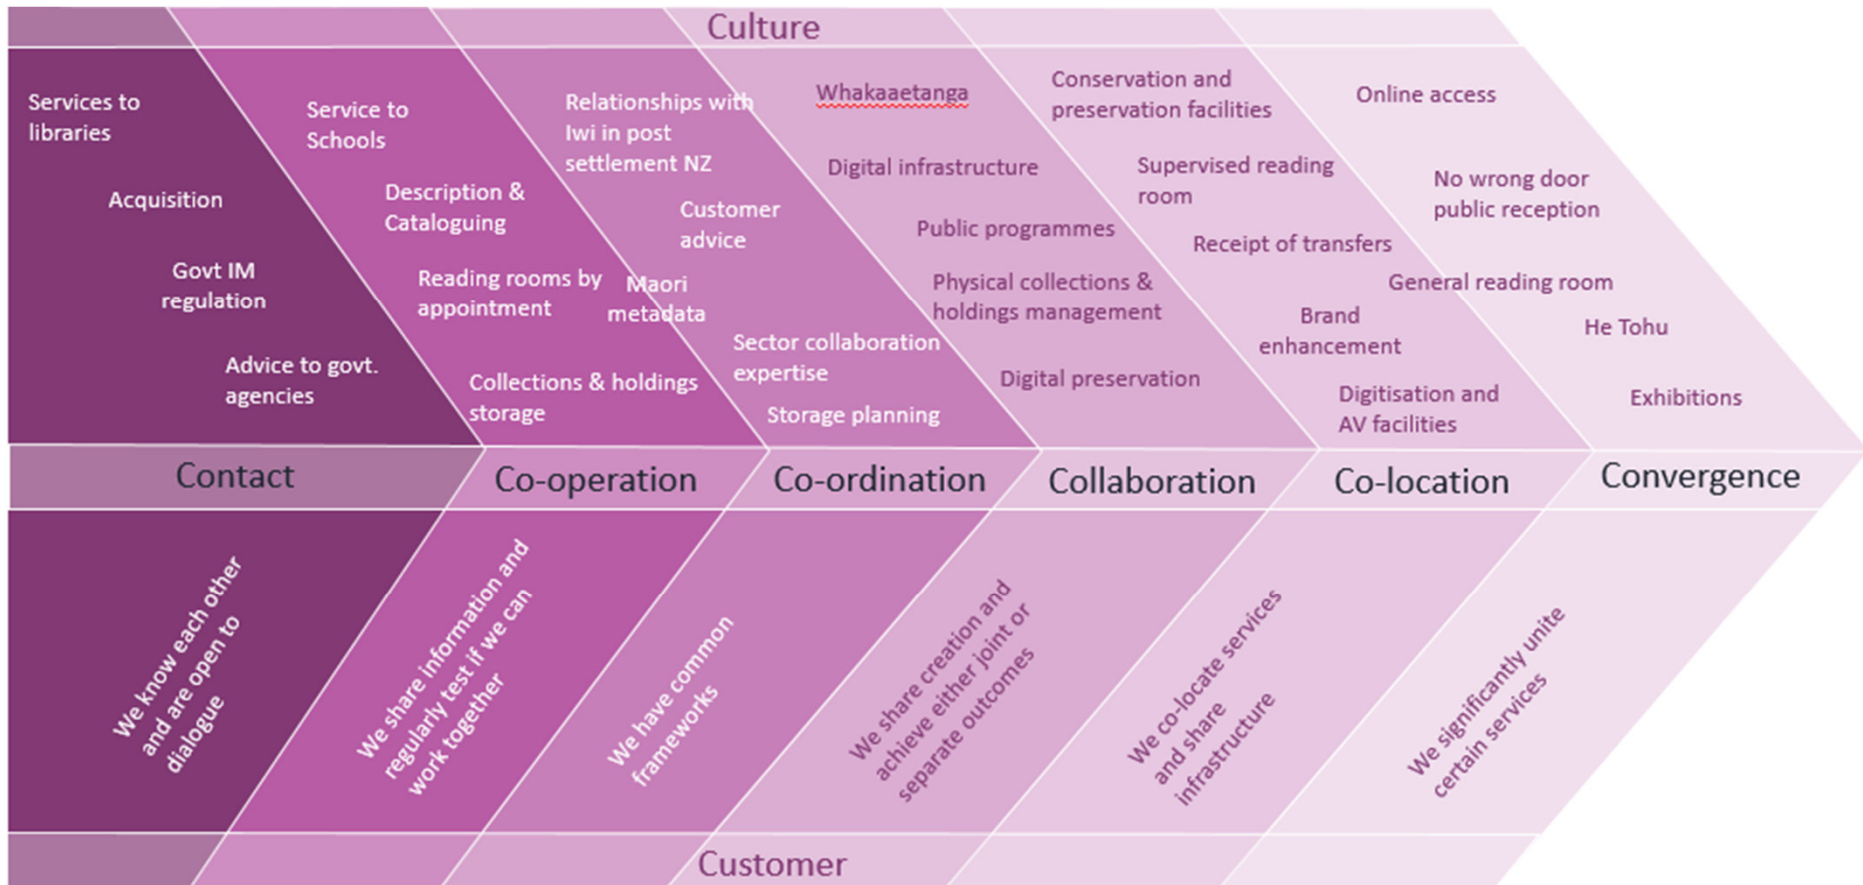 Culture
Services to
libraries
Acquisition
Govt IM
regulation
Advice to govt.
agencies
Service to
Schools
Description &
Cataloguing
Reading rooms by
appointment
Collections & holdings
storage
Relationships with
Iwi in post
settlement NZ
Customer
advice
Maori
metadata
Sector collaboration
expertise
Storage planning
Whakaaetanga
Digital infrastructure
Public programmes
Physical collections &
holdings management
Digital preservation
Conservation and
preservation facilities
Supervised reading
room
Receipt of transfers
Brand
enhancement
Digitisation and
AV facilities
Online access
No wrong door
public reception
General reading room
He Tohu
Exhibitions
Contact
Co-operation
Co-ordination
Collaboration
Co-location
Convergence
We know each other
and are open to
dialogue
We share information and
regularly test if we can
work together
We have common
frameworks
We share creation and
achieve either joint or
separate outcomes
We co-locate services
and share
infrastructure
We significantly unite
certain services
Customer